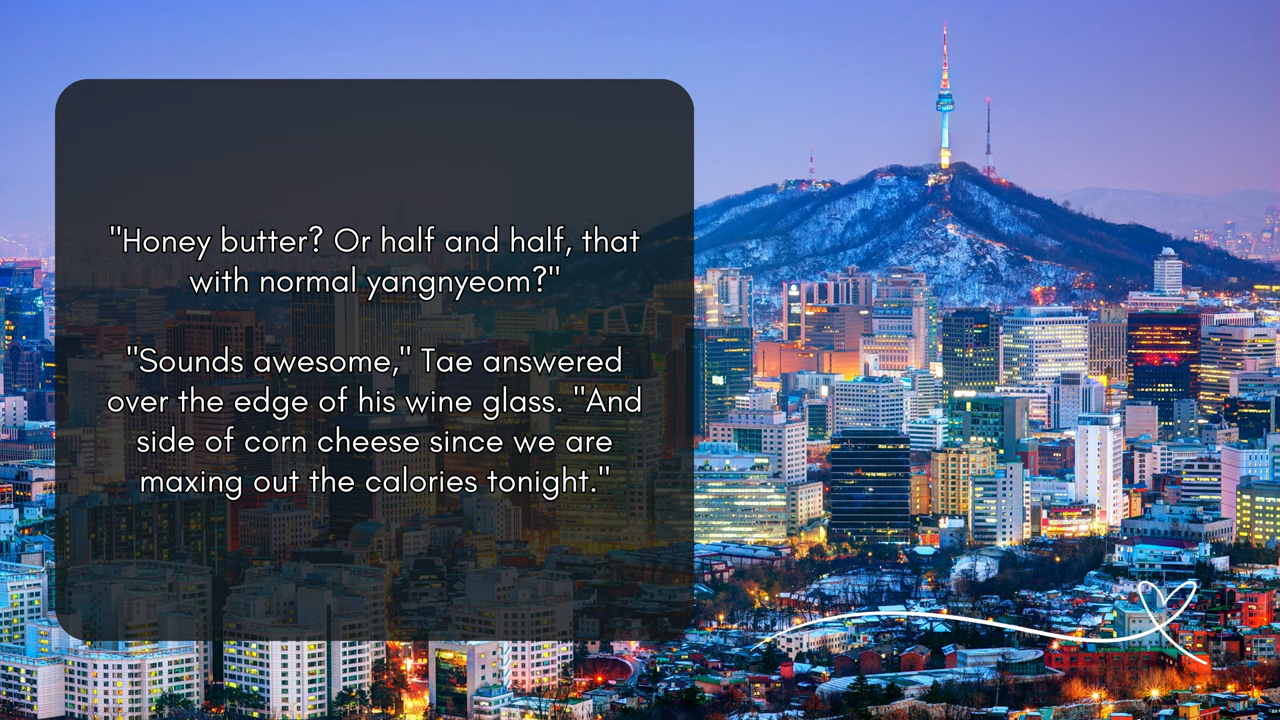 "Honey butter? Or half and half, that
with normal yangnyeom?"
"Sounds awesome," Tae answered
over the edge of his wine glass. "And
side of corn cheese since we are
maxing out the calories tonight."